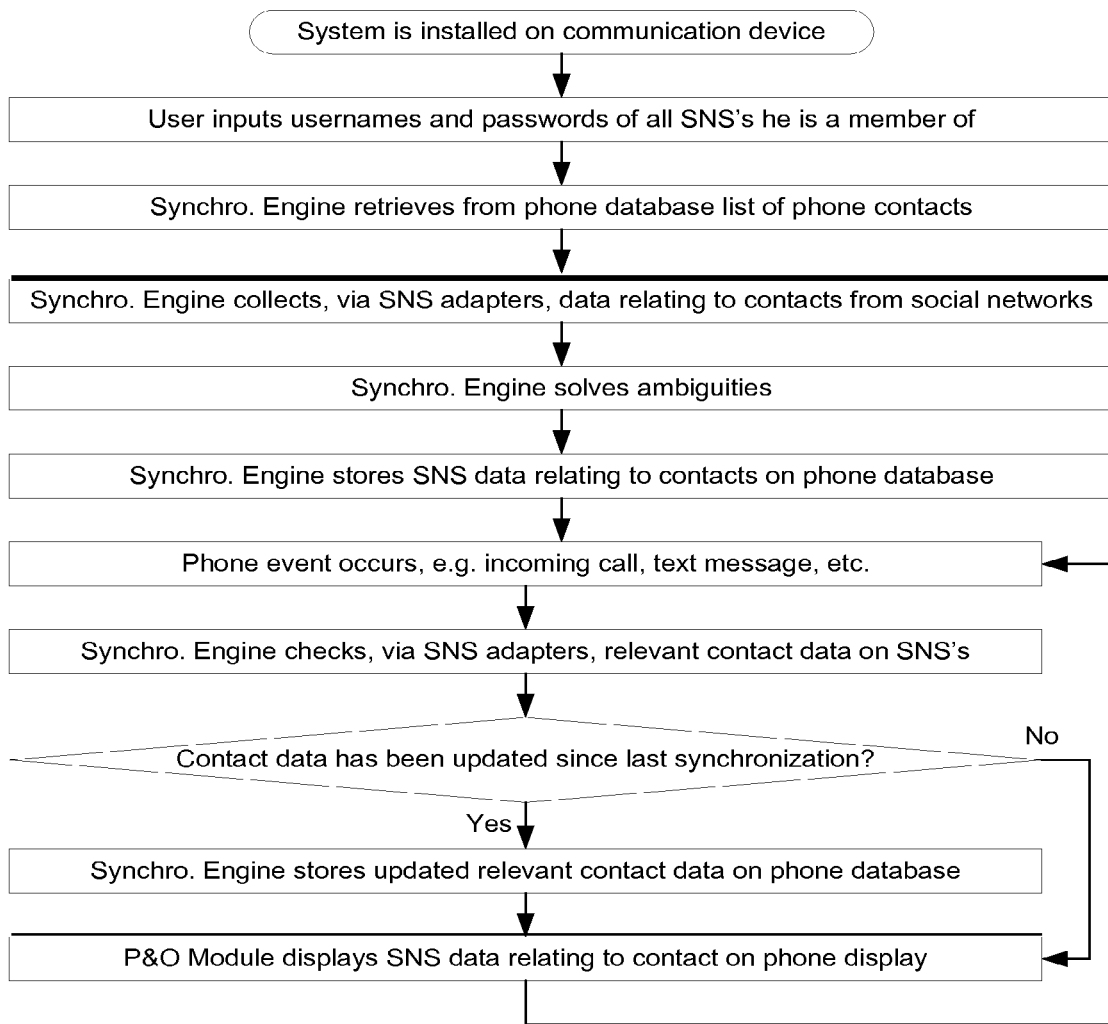 System is installed on communication device
User inputs usernames and passwords of all SNS's he is a member of
Synchro. Engine retrieves from phone database list of phone contacts
Synchro. Engine collects, via SNS adapters, data relating to contacts from social networks
Synchro. Engine solves ambiguities
Synchro. Engine stores SNS data relating to contacts on phone database
Phone event occurs, e.g. incoming call, text message, etc.
Synchro. Engine checks, via SNS adapters, relevant contact data on SNS's
Contact data has been updated since last synchronization?
No
Yes
Synchro. Engine stores updated relevant contact data on phone database
P&O Module displays SNS data relating to contact on phone display